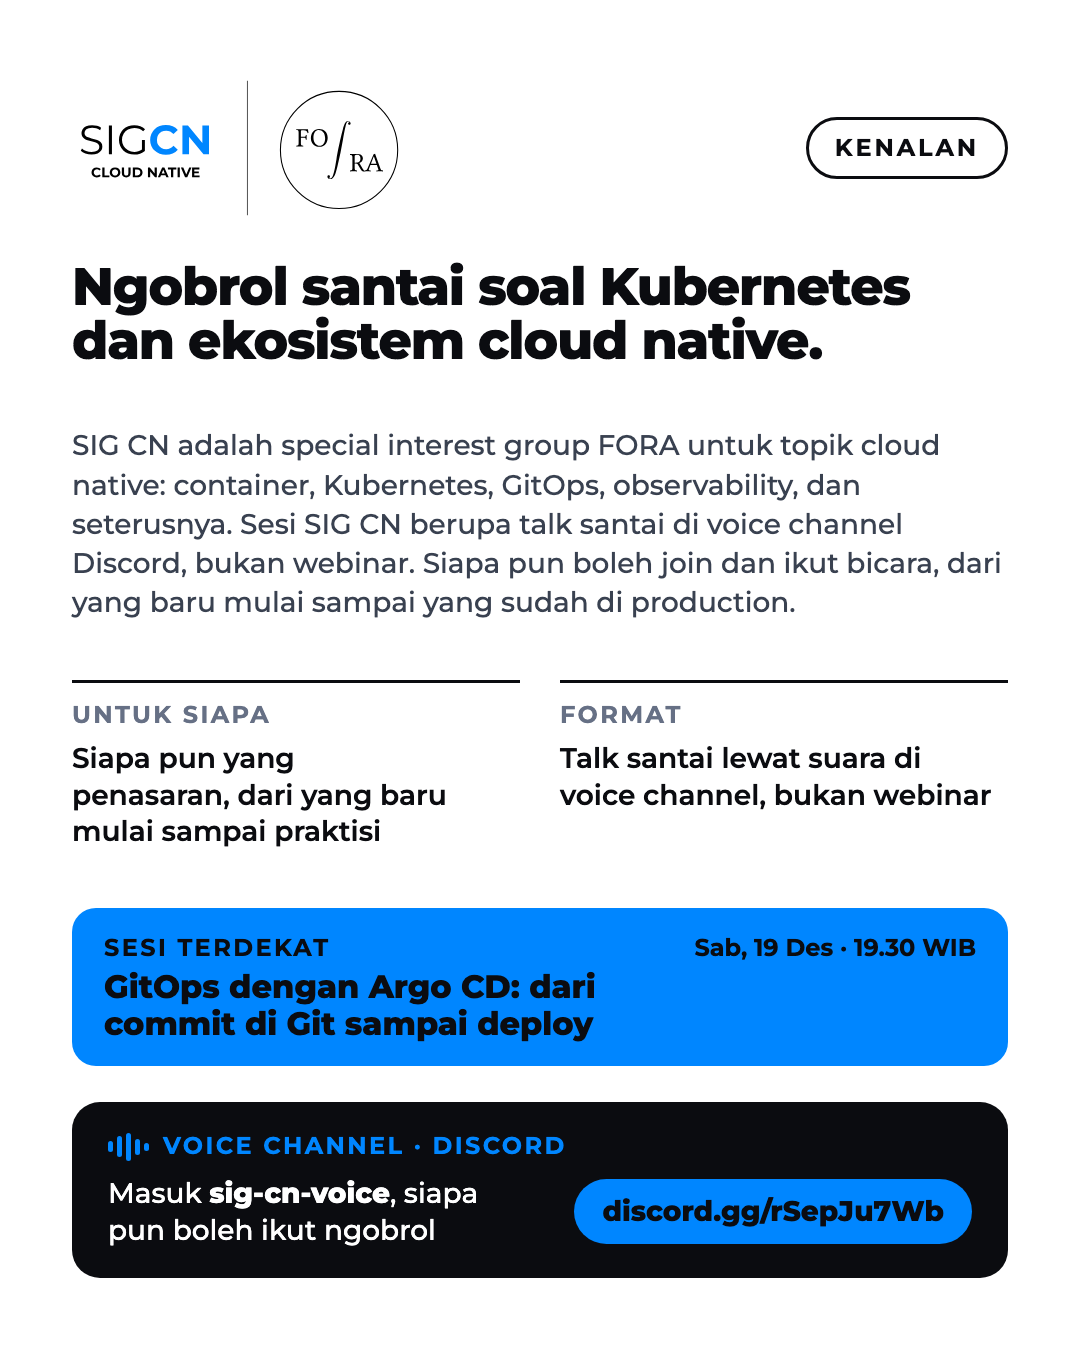 SIGCN
CLOUD NATIVE
FO RA
KENALAN
Ngobrol santai soal Kubernetes
dan ekosistem cloud native.
SIG CN adalah special interest group FORA untuk topik cloud
native: container, Kubernetes, GitOps, observability, dan
seterusnya. Sesi SIG CN berupa talk santai di voice channel
Discord, bukan webinar. Siapa pun boleh join dan ikut bicara, dari
yang baru mulai sampai yang sudah di production.
UNTUK SIAPA
Siapa pun yang
penasaran, dari yang baru
mulai sampai praktisi
FORMAT
Talk santai lewat suara di
voice channel, bukan webinar
SESI TERDEKAT
Sab, 19 Des · 19.30 WIB
GitOps dengan Argo CD: dari
commit di Git sampai deploy
VOICE CHANNEL · DISCORD
Masuk sig-cn-voice, siapa
pun boleh ikut ngobrol
discord.gg/rSepJu7Wb